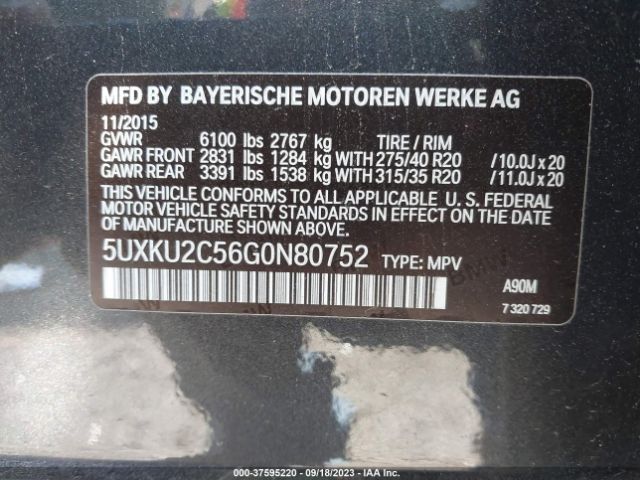 MFD BY BAYERISCHE MOTOREN WERKE AG
11/2015
GVWR 6100 lbs 2767 kg TIRE / RIM
GAWR FRONT 2831 lbs 1284 kg WITH 275/40 R20 /10.0J x 20
GAWR REAR 3391 lbs 1538 kg WITH 315/35 R20 /11.0J x 20
THIS VEHICLE CONFORMS TO ALL APPLICABLE U. S. FEDERAL
MOTOR VEHICLE SAFETY STANDARDS IN EFFECT ON THE DATE
OF MANUFACTURE SHOWN ABOVE.
5UXKU2C56G0N80752 TYPE: MPV
BMW
A90M
7 320 729
000-37595220 - 09/18/2023 - IAA Inc.